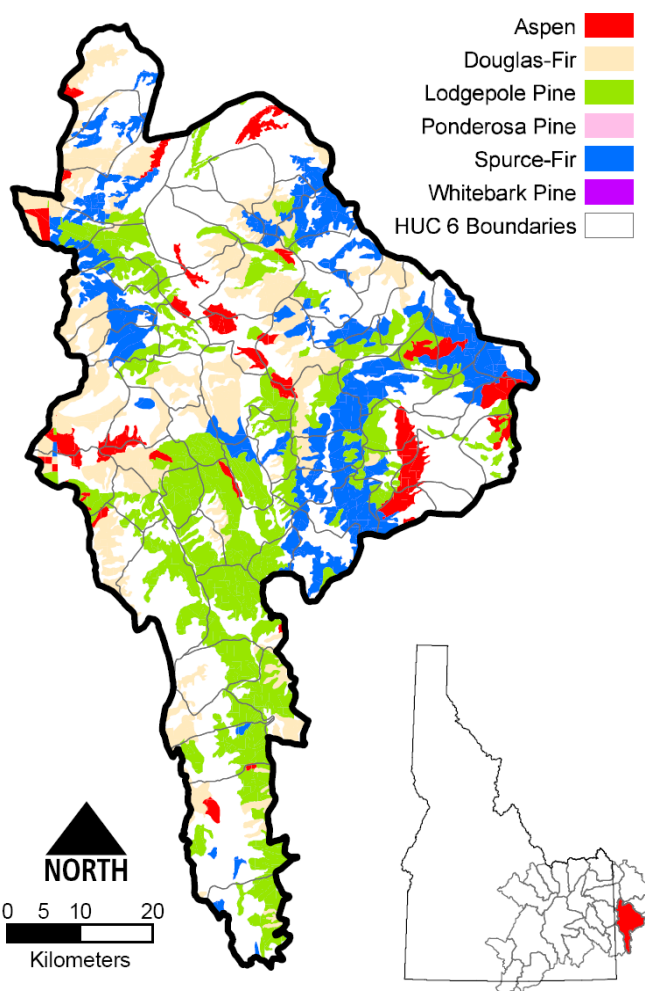 Aspen
Douglas-Fir
Lodgepole Pine
Ponderosa Pine
Spurce-Fir
Whitebark Pine
HUC 6 Boundaries
NORTH
0 5 10 20
Kilometers